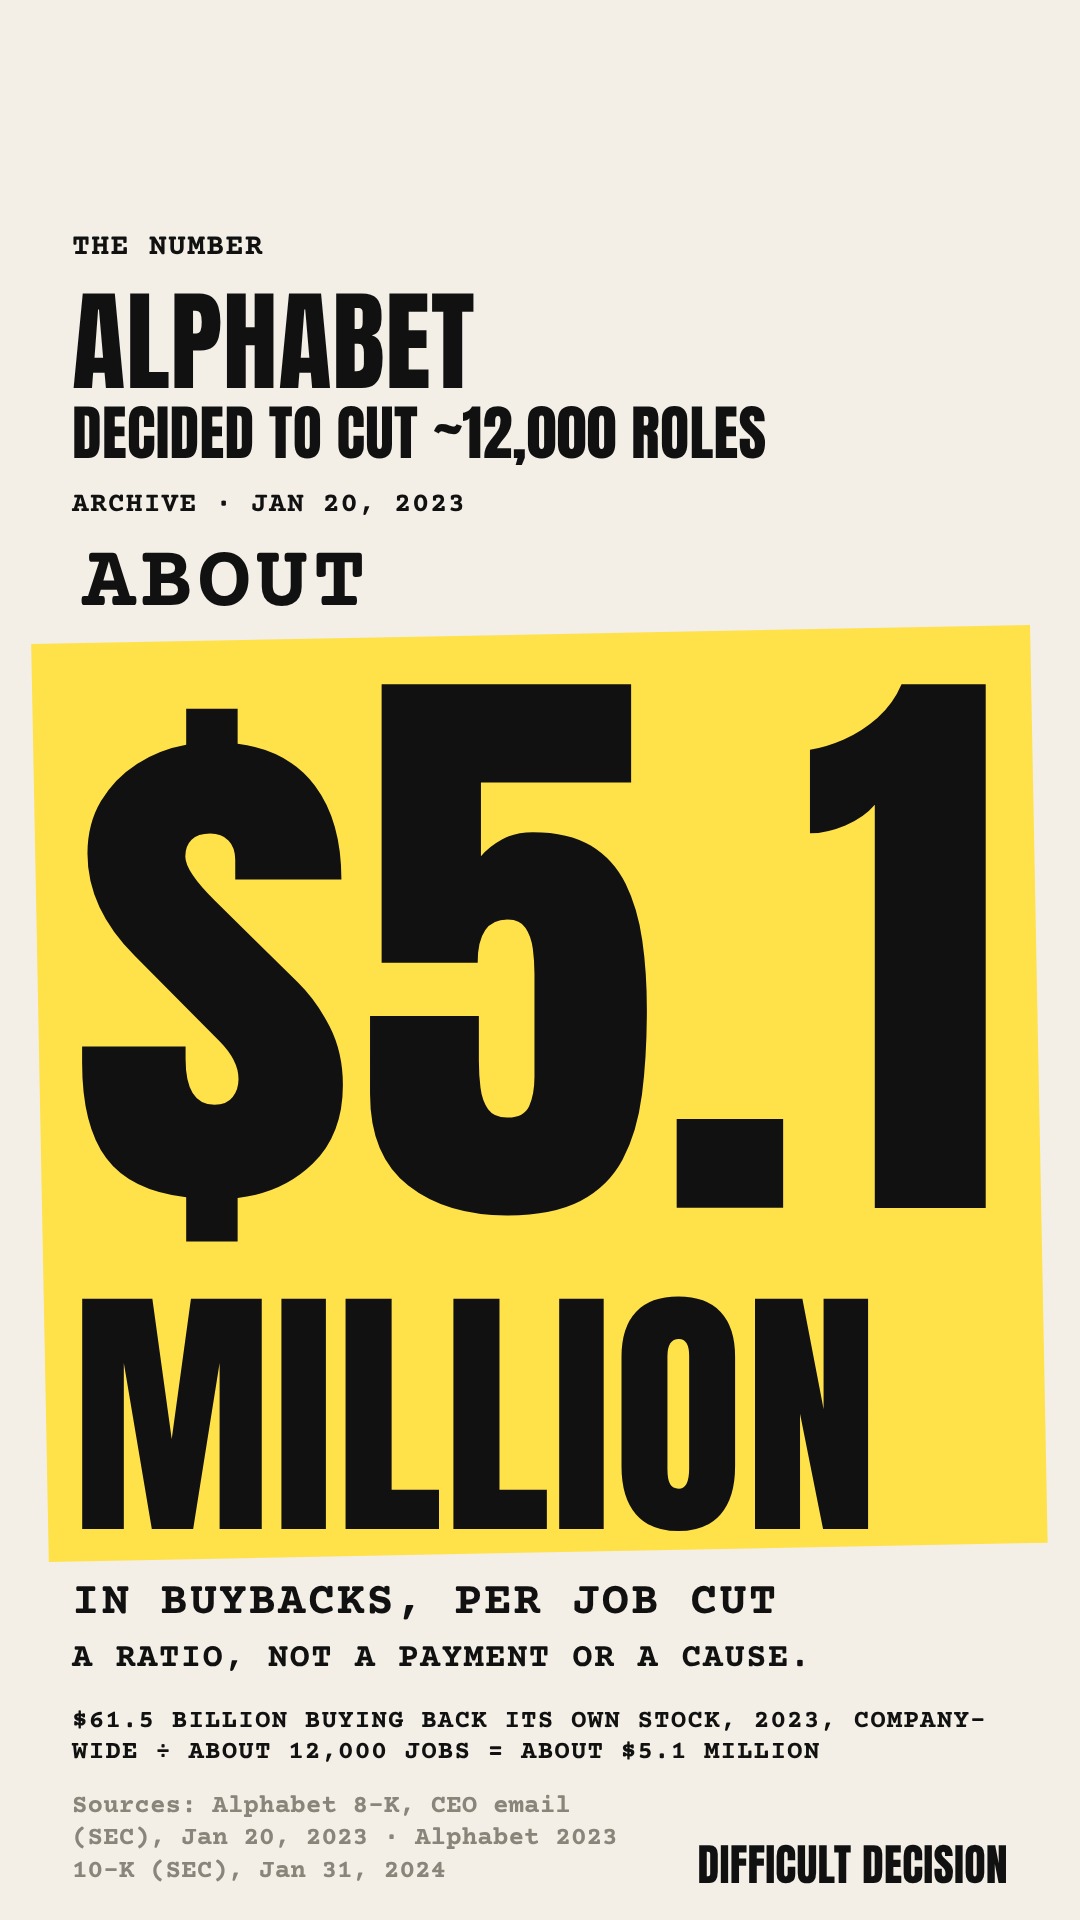 THE NUMBER
ALPHABET
DECIDED TO CUT ~12,000 ROLES
ARCHIVE · JAN 20, 2023
ABOUT
$5.1
MILLION
IN BUYBACKS, PER JOB CUT
A RATIO, NOT A PAYMENT OR A CAUSE.
$61.5 BILLION BUYING BACK ITS OWN STOCK, 2023, COMPANY-
WIDE ÷ ABOUT 12,000 JOBS = ABOUT $5.1 MILLION
Sources: Alphabet 8-K, CEO email
(SEC), Jan 20, 2023 · Alphabet 2023
10-K (SEC), Jan 31, 2024
DIFFICULT DECISION